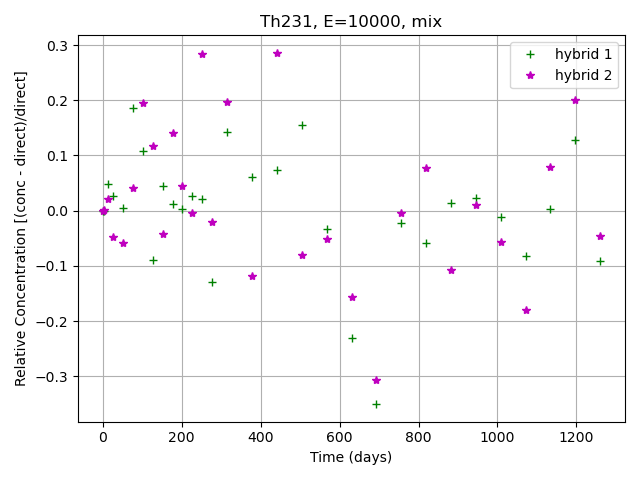 Th231, E=10000, mix
Relative Concentration [(conc - direct)/direct]
0.3
0.2
0.1
0.0
−0.1
−0.2
−0.3
hybrid 1
hybrid 2
0 200 400 600 800 1000 1200
Time (days)